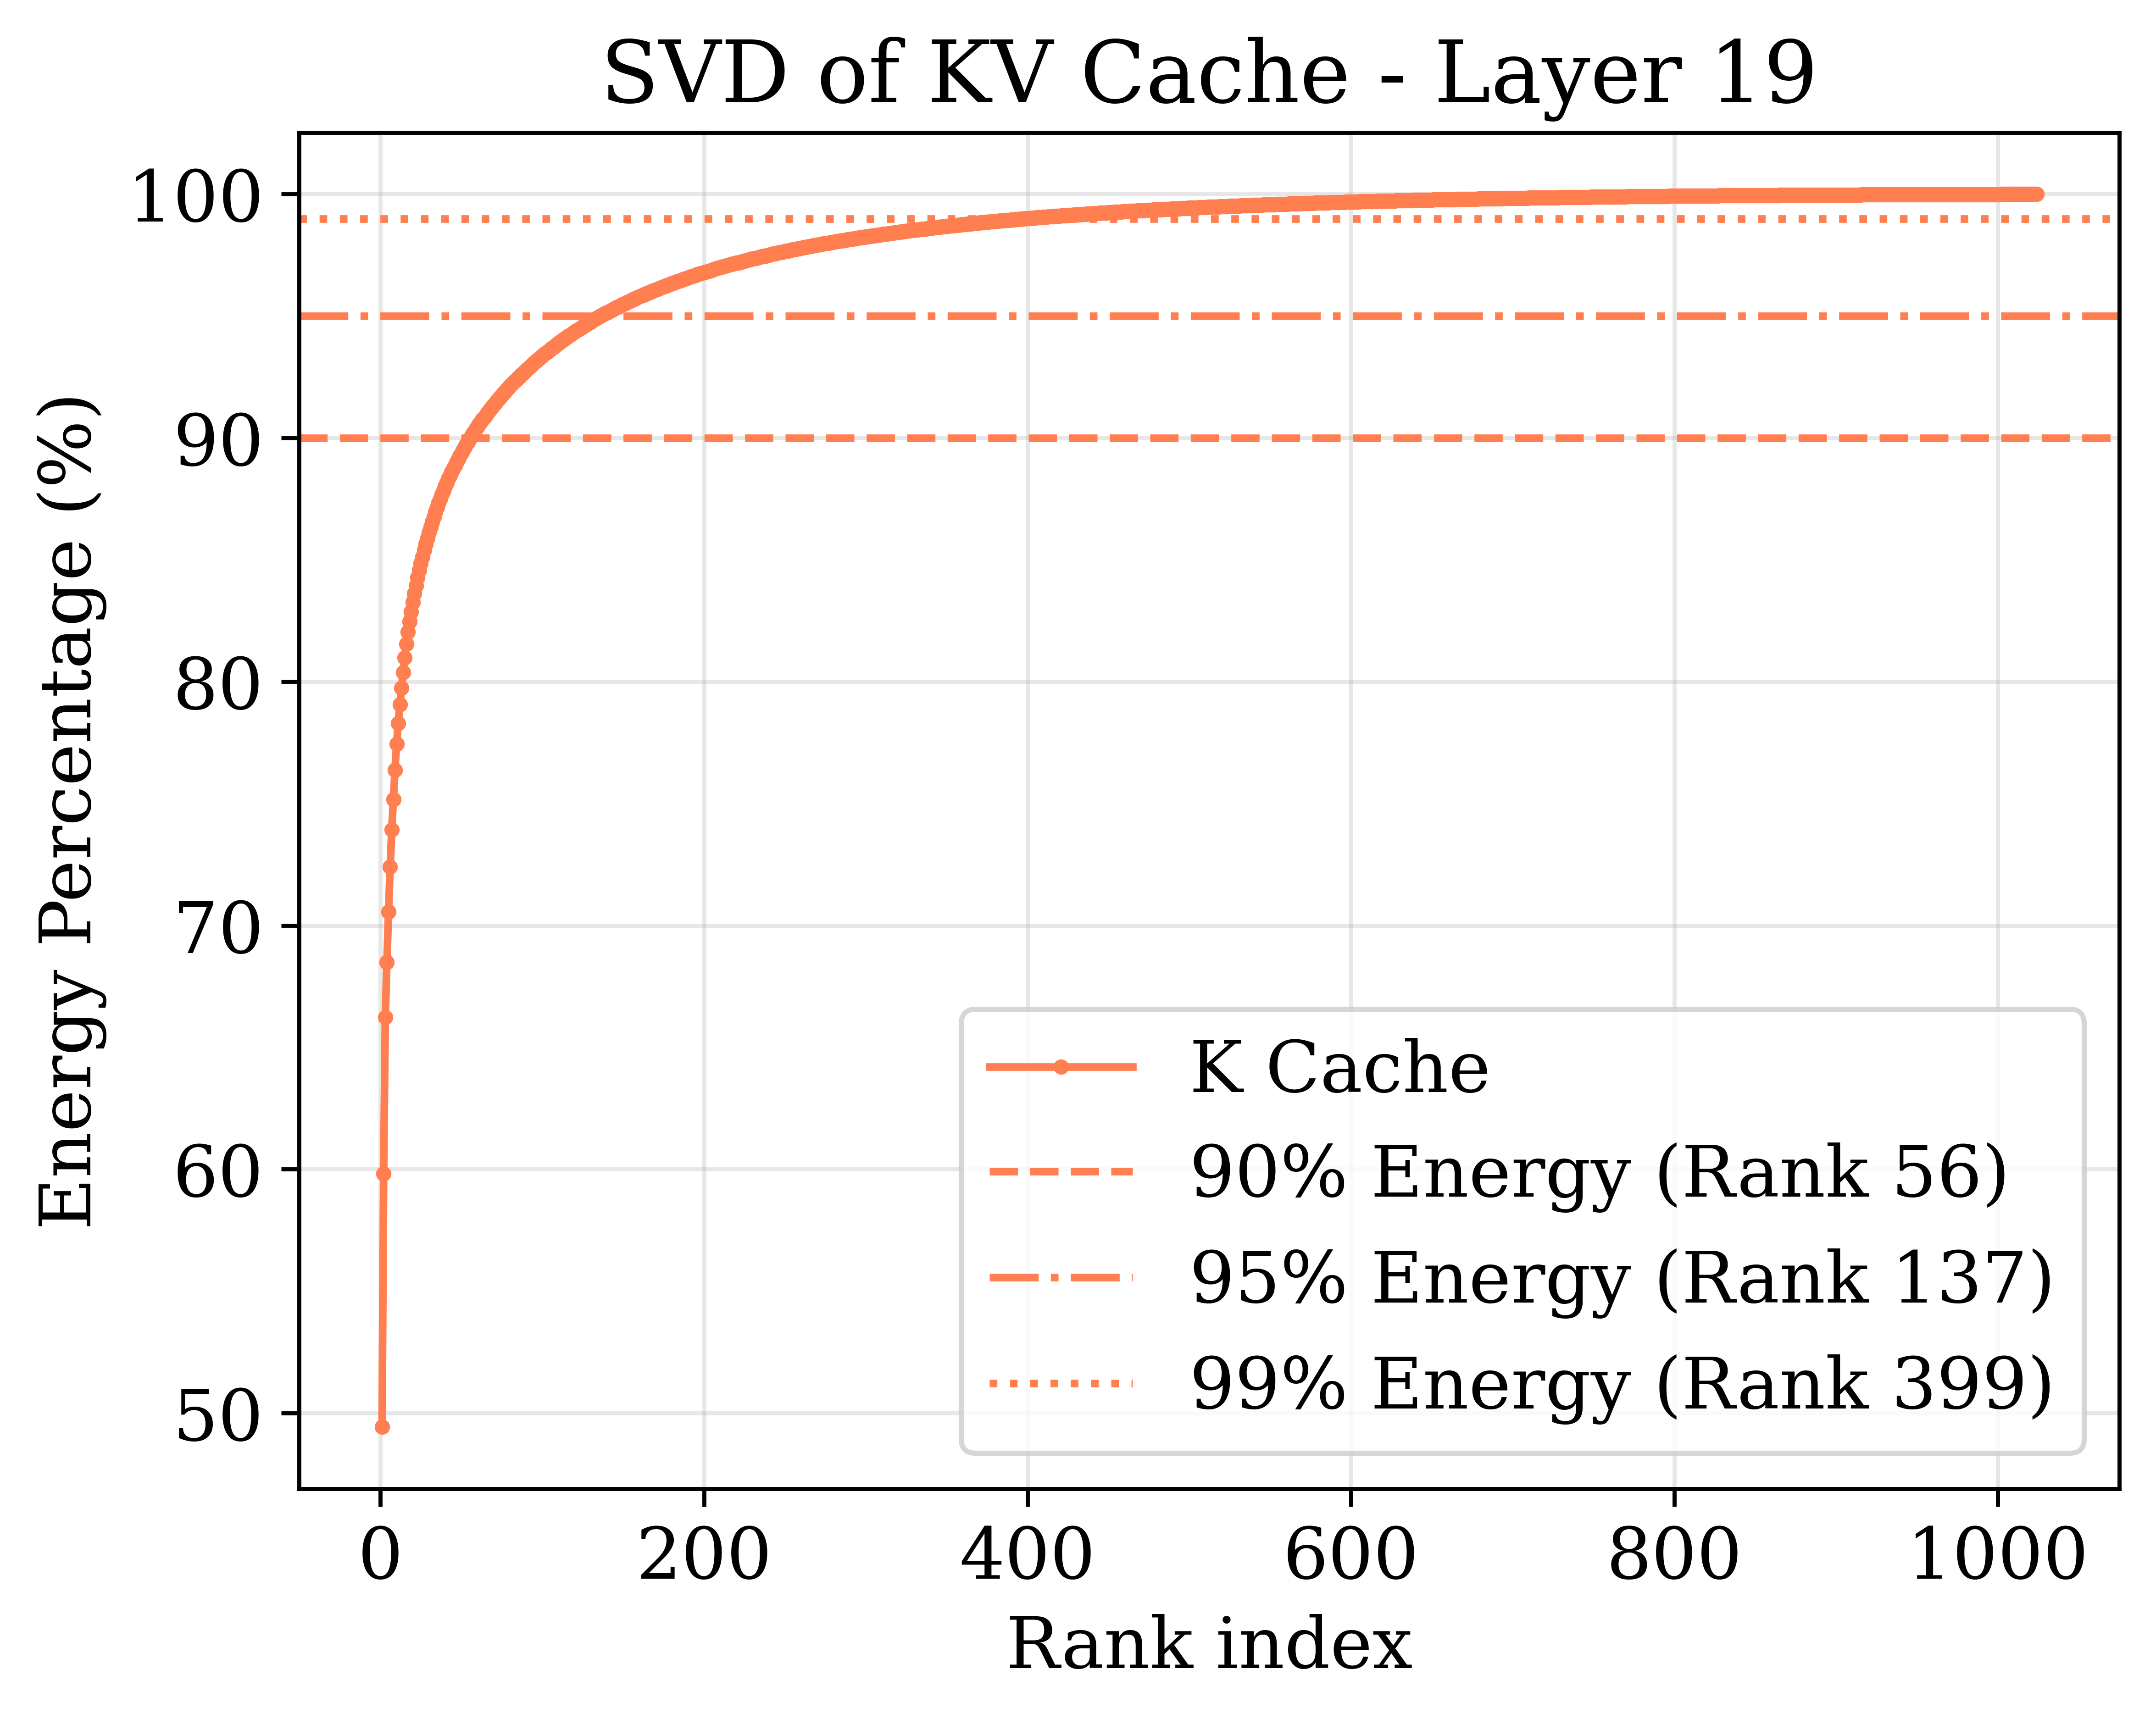 SVD of KV Cache - Layer 19
Energy Percentage (%)
100
90
80
70
60
50
K Cache
90% Energy (Rank 56)
95% Energy (Rank 137)
99% Energy (Rank 399)
0 200 400 600 800 1000
Rank index